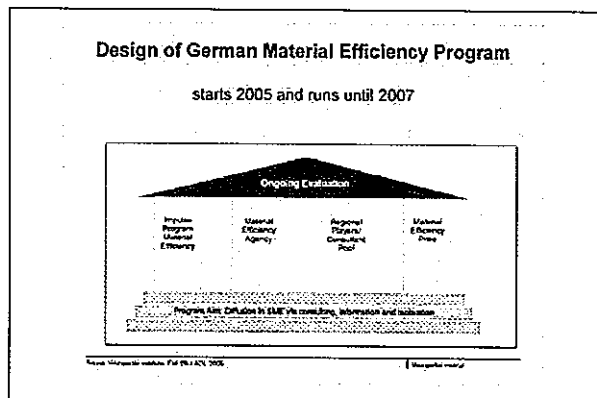 Design of German Material Efficiency Program
starts 2005 and runs until 2007
Ongoing Evaluation
Impulse
Program
Material
Efficiency
Material
Efficiency
Agency
Regional
Players/
Consultant
Pool
Material
Efficiency
Prize
Program Aim: Diffusion in SME via consulting, information and motivation
2005